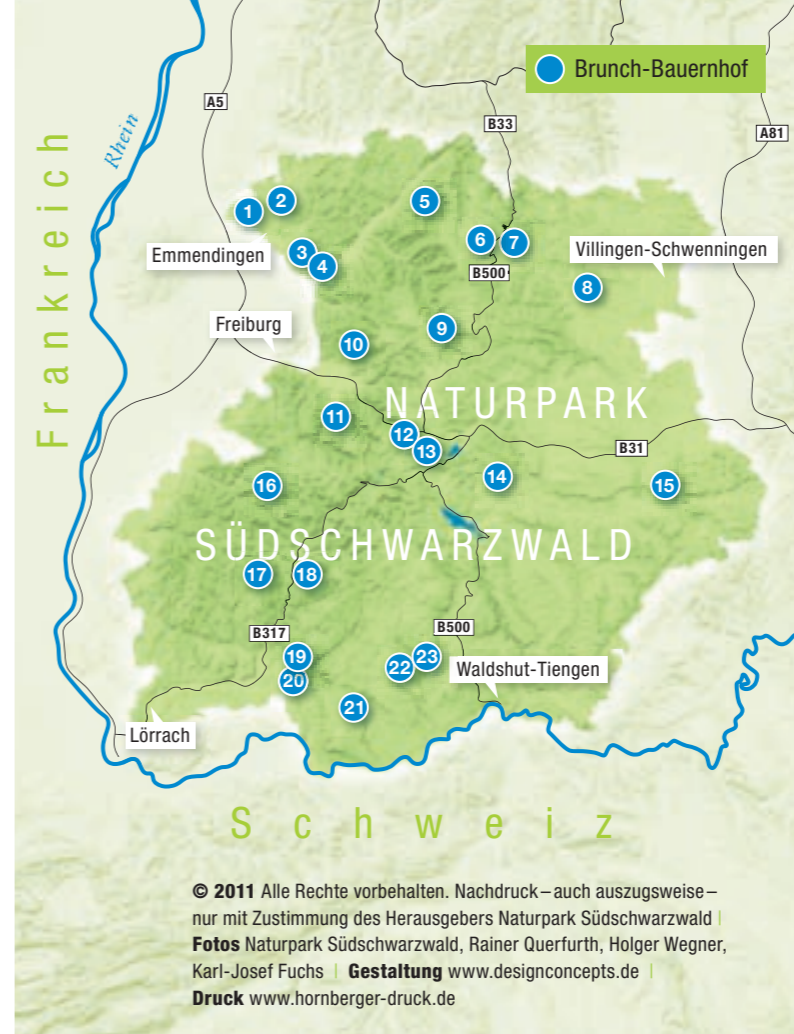 Brunch-Bauernhof
A5
B33
A81
Rhein
Frankreich
1
2
5
Emmendingen
3
4
6
7
B500
Villingen-Schwenningen
8
Freiburg
9
10
NATURPARK
11
12
13
B31
14
15
16
SÜDSCHWARZWALD
17
18
B317
B500
19
20
22
23
Waldshut-Tiengen
21
Lörrach
Schweiz
© 2011 Alle Rechte vorbehalten. Nachdruck – auch auszugsweise –
nur mit Zustimmung des Herausgebers Naturpark Südschwarzwald |
Fotos Naturpark Südschwarzwald, Rainer Querfurth, Holger Wegner,
Karl-Josef Fuchs | Gestaltung www.designconcepts.de |
Druck www.hornberger-druck.de